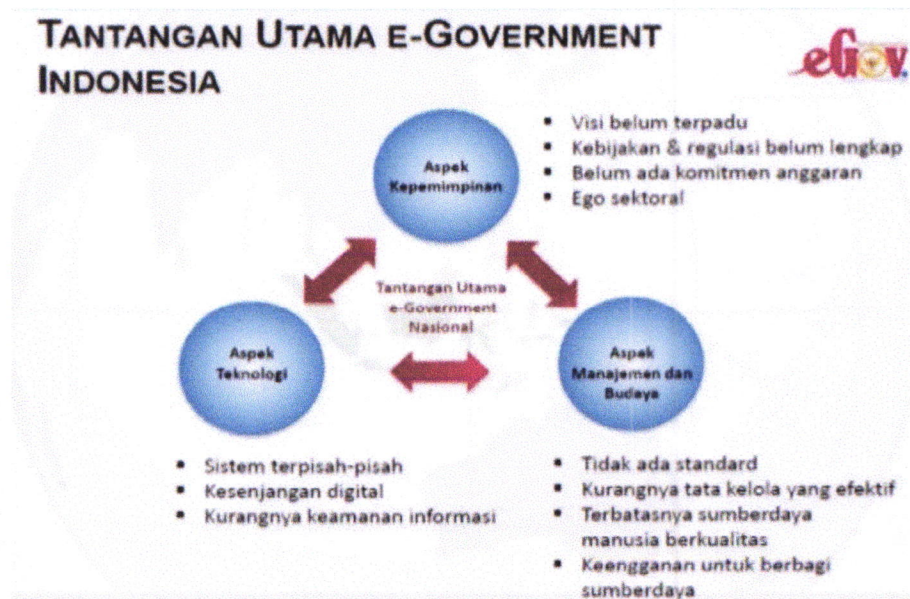 TANTANGAN UTAMA E-GOVERNMENT
INDONESIA
eGov.
▪ Visi belum terpadu
▪ Kebijakan & regulasi belum lengkap
▪ Belum ada komitmen anggaran
▪ Ego sektoral
Aspek
Kepemimpinan
Tantangan Utama
e-Government
Nasional
Aspek
Teknologi
Aspek
Manajemen dan
Budaya
▪ Sistem terpisah-pisah
▪ Kesenjangan digital
▪ Kurangnya keamanan informasi
▪ Tidak ada standard
▪ Kurangnya tata kelola yang efektif
▪ Terbatasnya sumberdaya
manusia berkualitas
▪ Keengganan untuk berbagi
sumberdaya